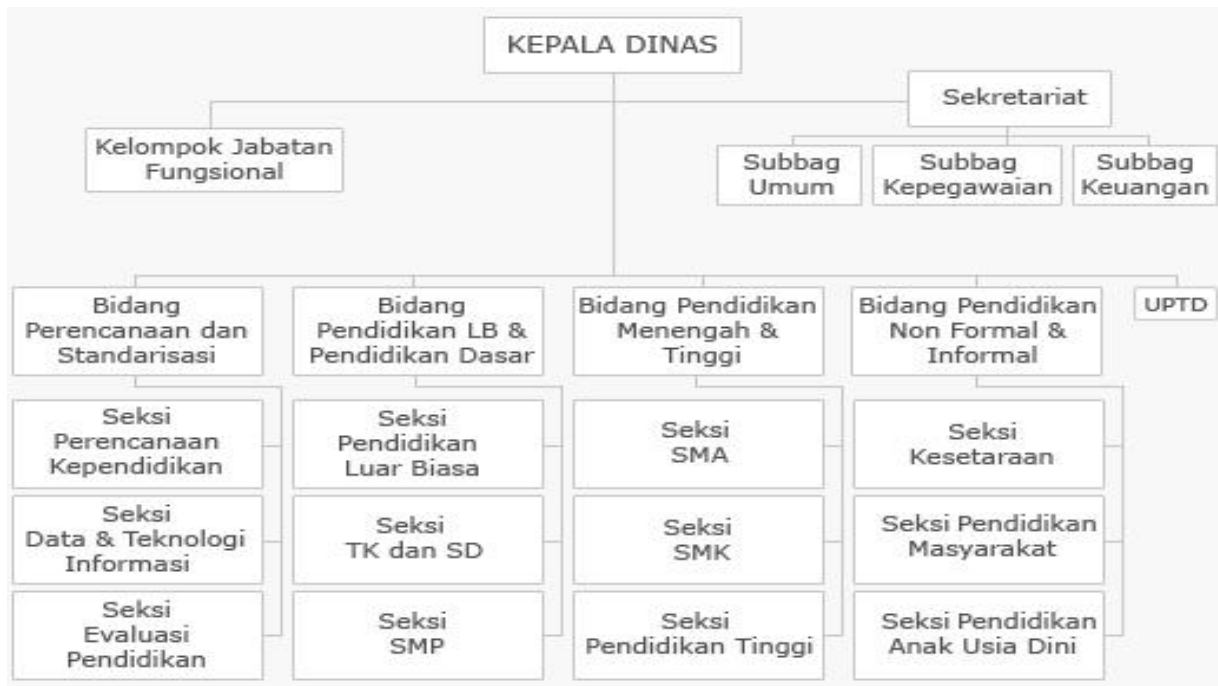 KEPALA DINAS
Sekretariat
Kelompok Jabatan
Fungsional
Subbag
Umum
Subbag
Kepegawaian
Subbag
Keuangan
Bidang
Perencanaan dan
Standarisasi
Bidang
Pendidikan LB &
Pendidikan Dasar
Bidang Pendidikan
Menengah &
Tinggi
Bidang Pendidikan
Non Formal &
Informal
UPTD
Seksi
Perencanaan
Kependidikan
Seksi
Pendidikan
Luar Biasa
Seksi
SMA
Seksi
Kesetaraan
Seksi
Data & Teknologi
Informasi
Seksi
TK dan SD
Seksi
SMK
Seksi Pendidikan
Masyarakat
Seksi
Evaluasi
Pendidikan
Seksi
SMP
Seksi
Pendidikan Tinggi
Seksi Pendidikan
Anak Usia Dini